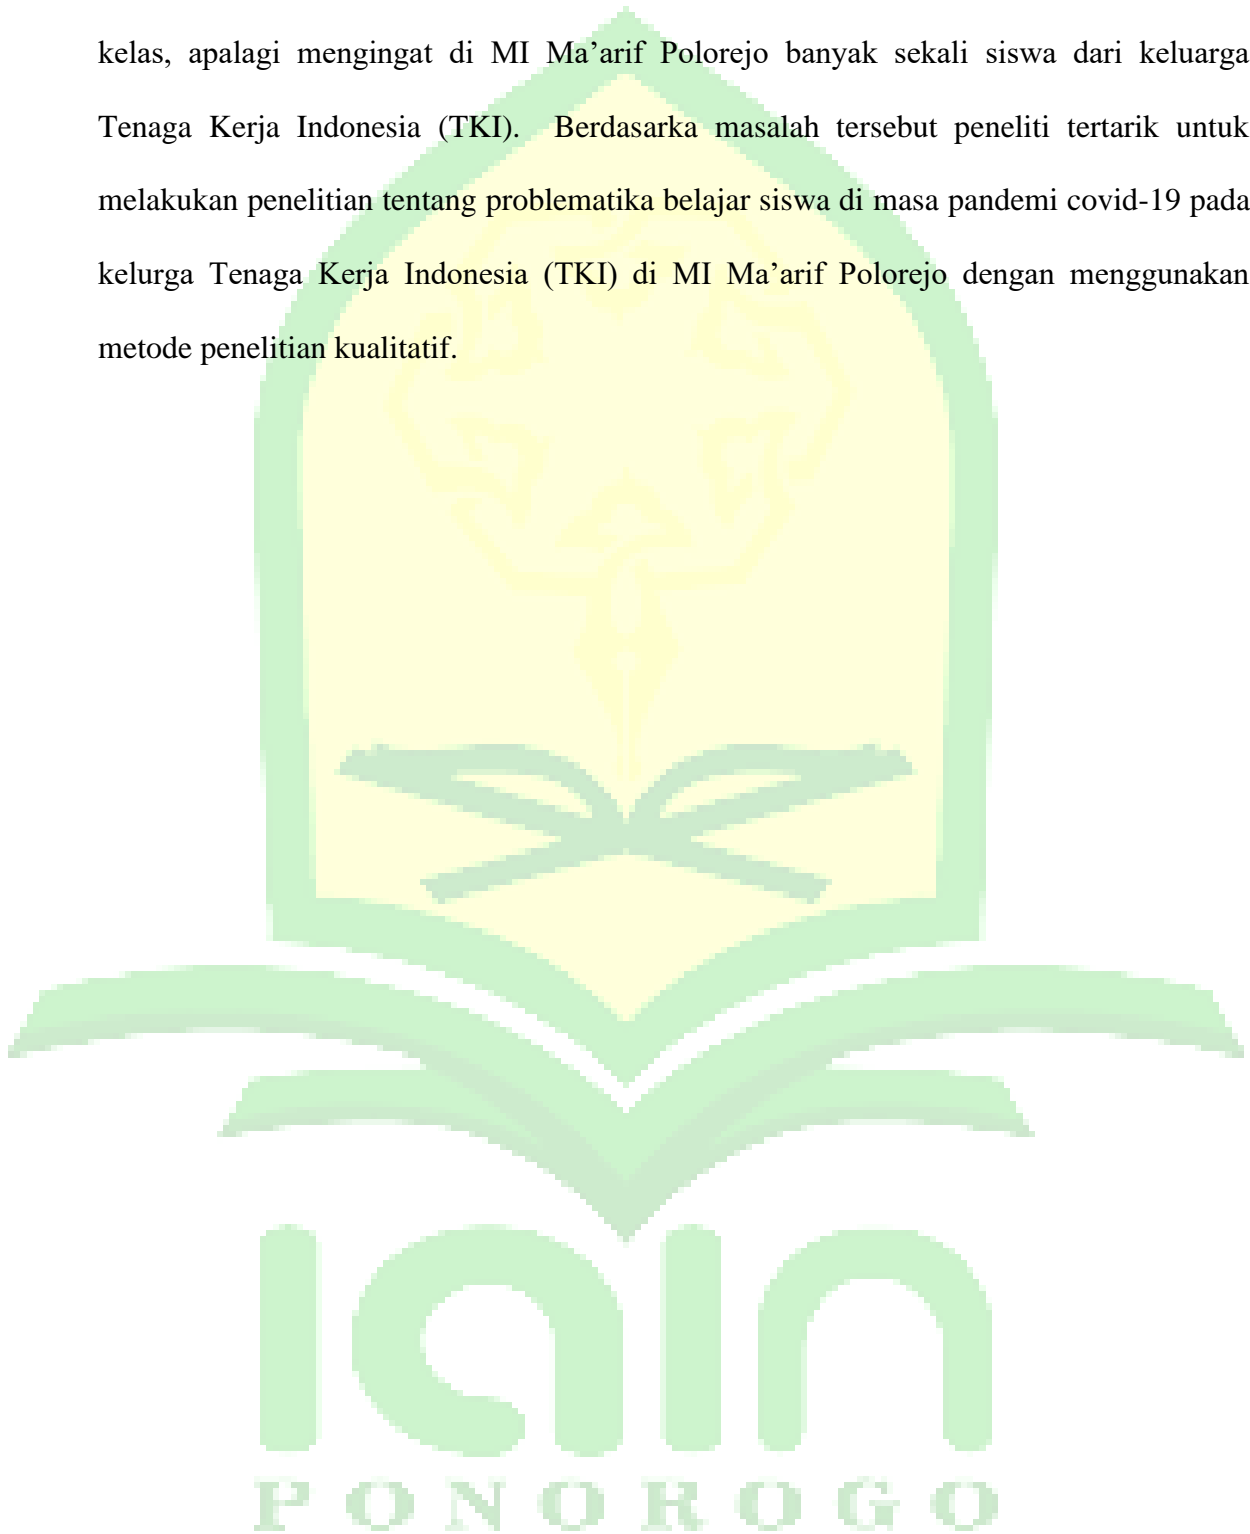 kelas, apalagi mengingat di MI Ma’arif Polorejo banyak sekali siswa dari keluarga
Tenaga Kerja Indonesia (TKI). Berdasarka masalah tersebut peneliti tertarik untuk
melakukan penelitian tentang problematika belajar siswa di masa pandemi covid-19 pada
kelurga Tenaga Kerja Indonesia (TKI) di MI Ma’arif Polorejo dengan menggunakan
metode penelitian kualitatif.
iain
PONOROGO